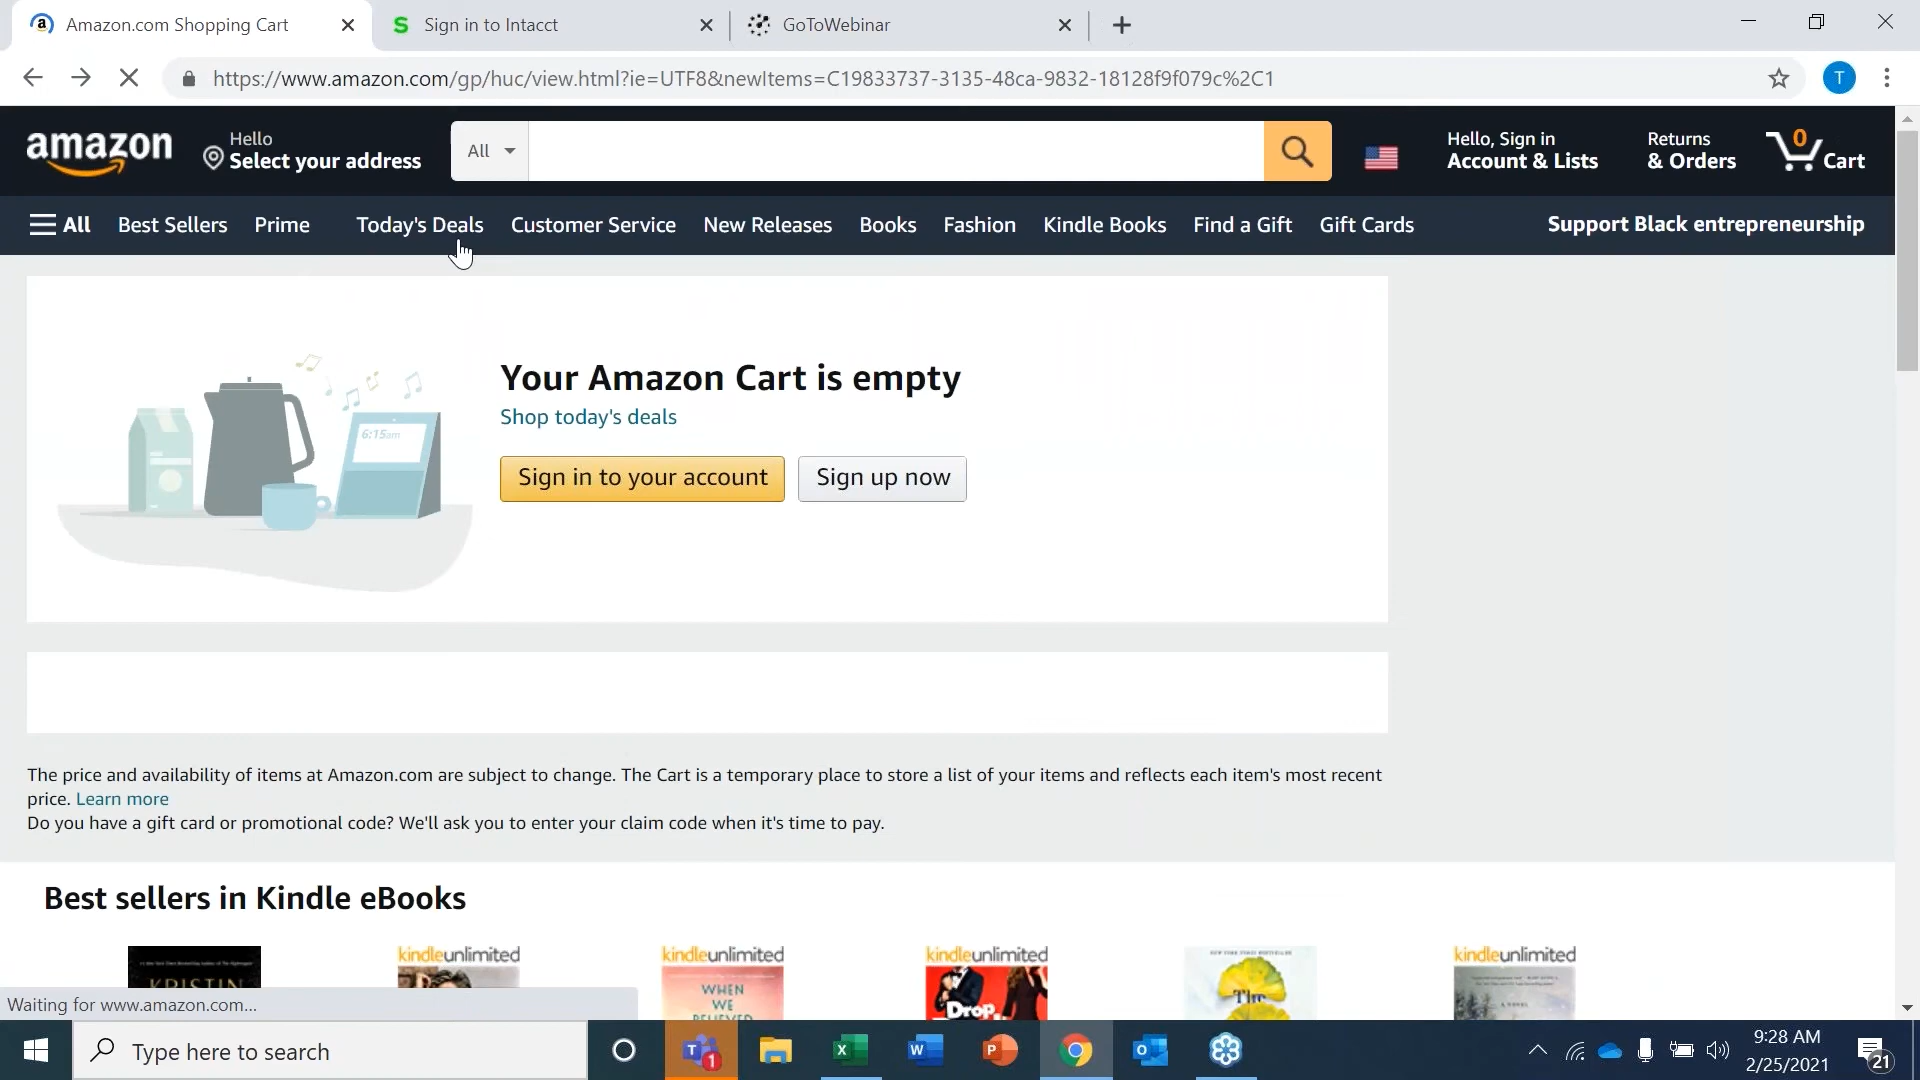 Amazon.com Shopping Cart
Sign in to Intacct
GoToWebinar
https://www.amazon.com/gp/huc/view.html?ie=UTF8&newItems=C19833737-3135-48ca-9832-18128f9f079c%2C1
T
amazon
Hello
Select your address
All
Hello, Sign in
Account & Lists
Returns
& Orders
0
Cart
All
Best Sellers
Prime
Today's Deals
Customer Service
New Releases
Books
Fashion
Kindle Books
Find a Gift
Gift Cards
Support Black entrepreneurship
6:15am
Your Amazon Cart is empty
Shop today's deals
Sign in to your account
Sign up now
The price and availability of items at Amazon.com are subject to change. The Cart is a temporary place to store a list of your items and reflects each item's most recent
price. Learn more
Do you have a gift card or promotional code? We'll ask you to enter your claim code when it's time to pay.
Best sellers in Kindle eBooks
KRISTIN
kindleunlimited
kindleunlimited
WHEN
WE
BELIEVED
kindleunlimited
Drop
NEW YORK TIMES BESTSELLER
The
kindleunlimited
A NOVEL
Waiting for www.amazon.com...
Type here to search
T
1
X
W
P
O
9:28 AM
2/25/2021
21